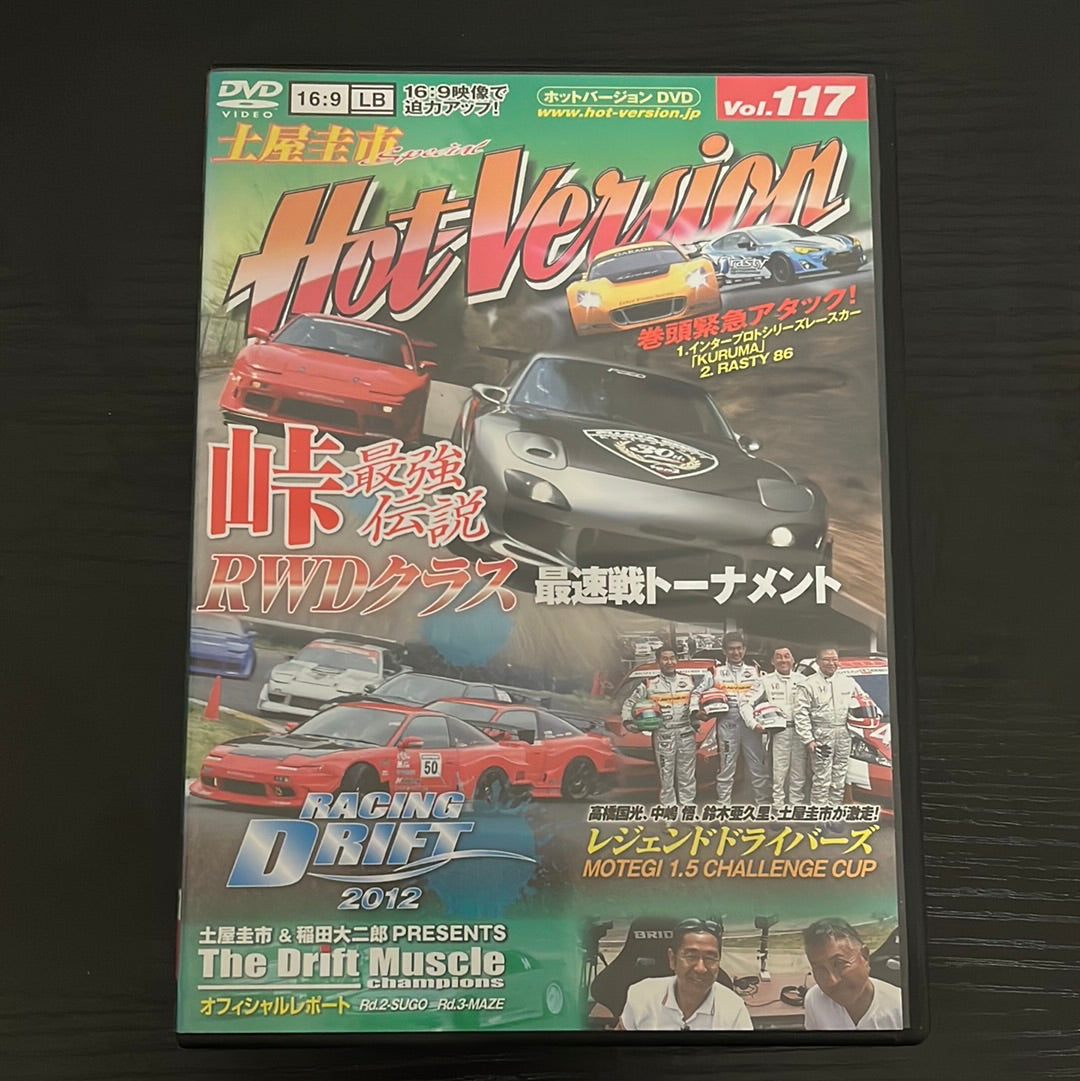 DVD
VIDEO
16:9 LB
16:9映像で
迫力アップ!
ホットバージョン DVD
www.hot-version.jp
Vol.117
土屋圭市 Special
Hot-Version
GARAGE
rasty
巻頭緊急アタック!
1.インタープロトシリーズレースカー
「KURUMA」
2. RASTY 86
30th
峠 最強
伝説
RWDクラス
最速戦トーナメント
50
RACING
DRIFT
2012
高橋国光、中嶋 悟、鈴木亜久里、土屋圭市が激走!
レジェンドドライバーズ
MOTEGI 1.5 CHALLENGE CUP
土屋圭市 & 稲田大二郎 PRESENTS
The Drift Muscle
champions
オフィシャルレポート Rd.2-SUGO Rd.3-MAZE
BRID